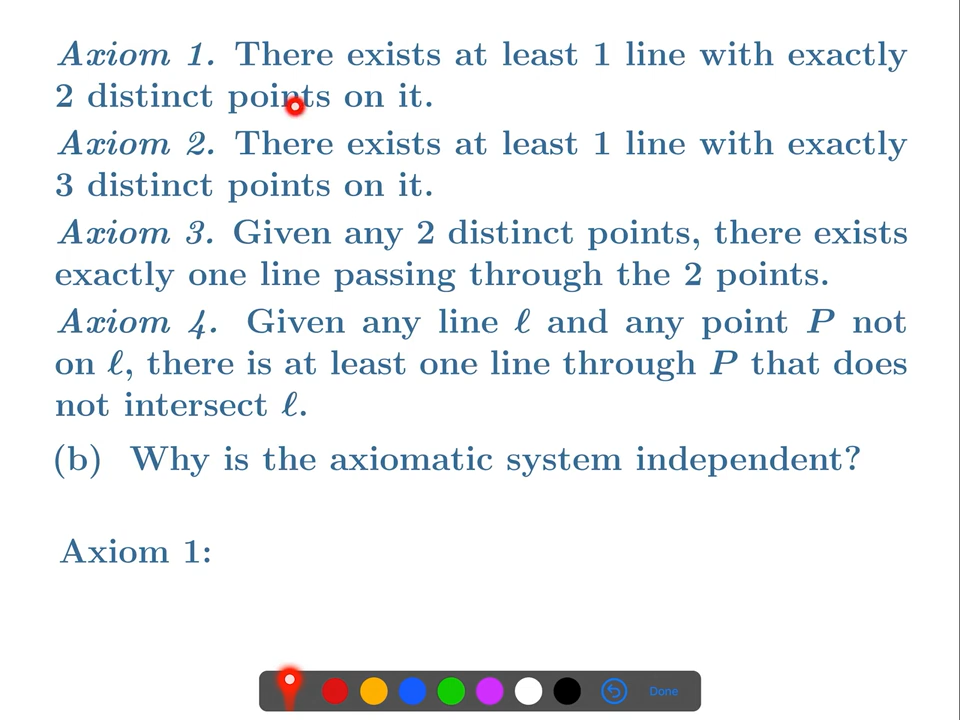 Axiom 1. There exists at least 1 line with exactly
2 distinct points on it.
Axiom 2. There exists at least 1 line with exactly
3 distinct points on it.
Axiom 3. Given any 2 distinct points, there exists
exactly one line passing through the 2 points.
Axiom 4. Given any line ℓ and any point P not
on ℓ, there is at least one line through P that does
not intersect ℓ.
(b) Why is the axiomatic system independent?
Axiom 1:
Done